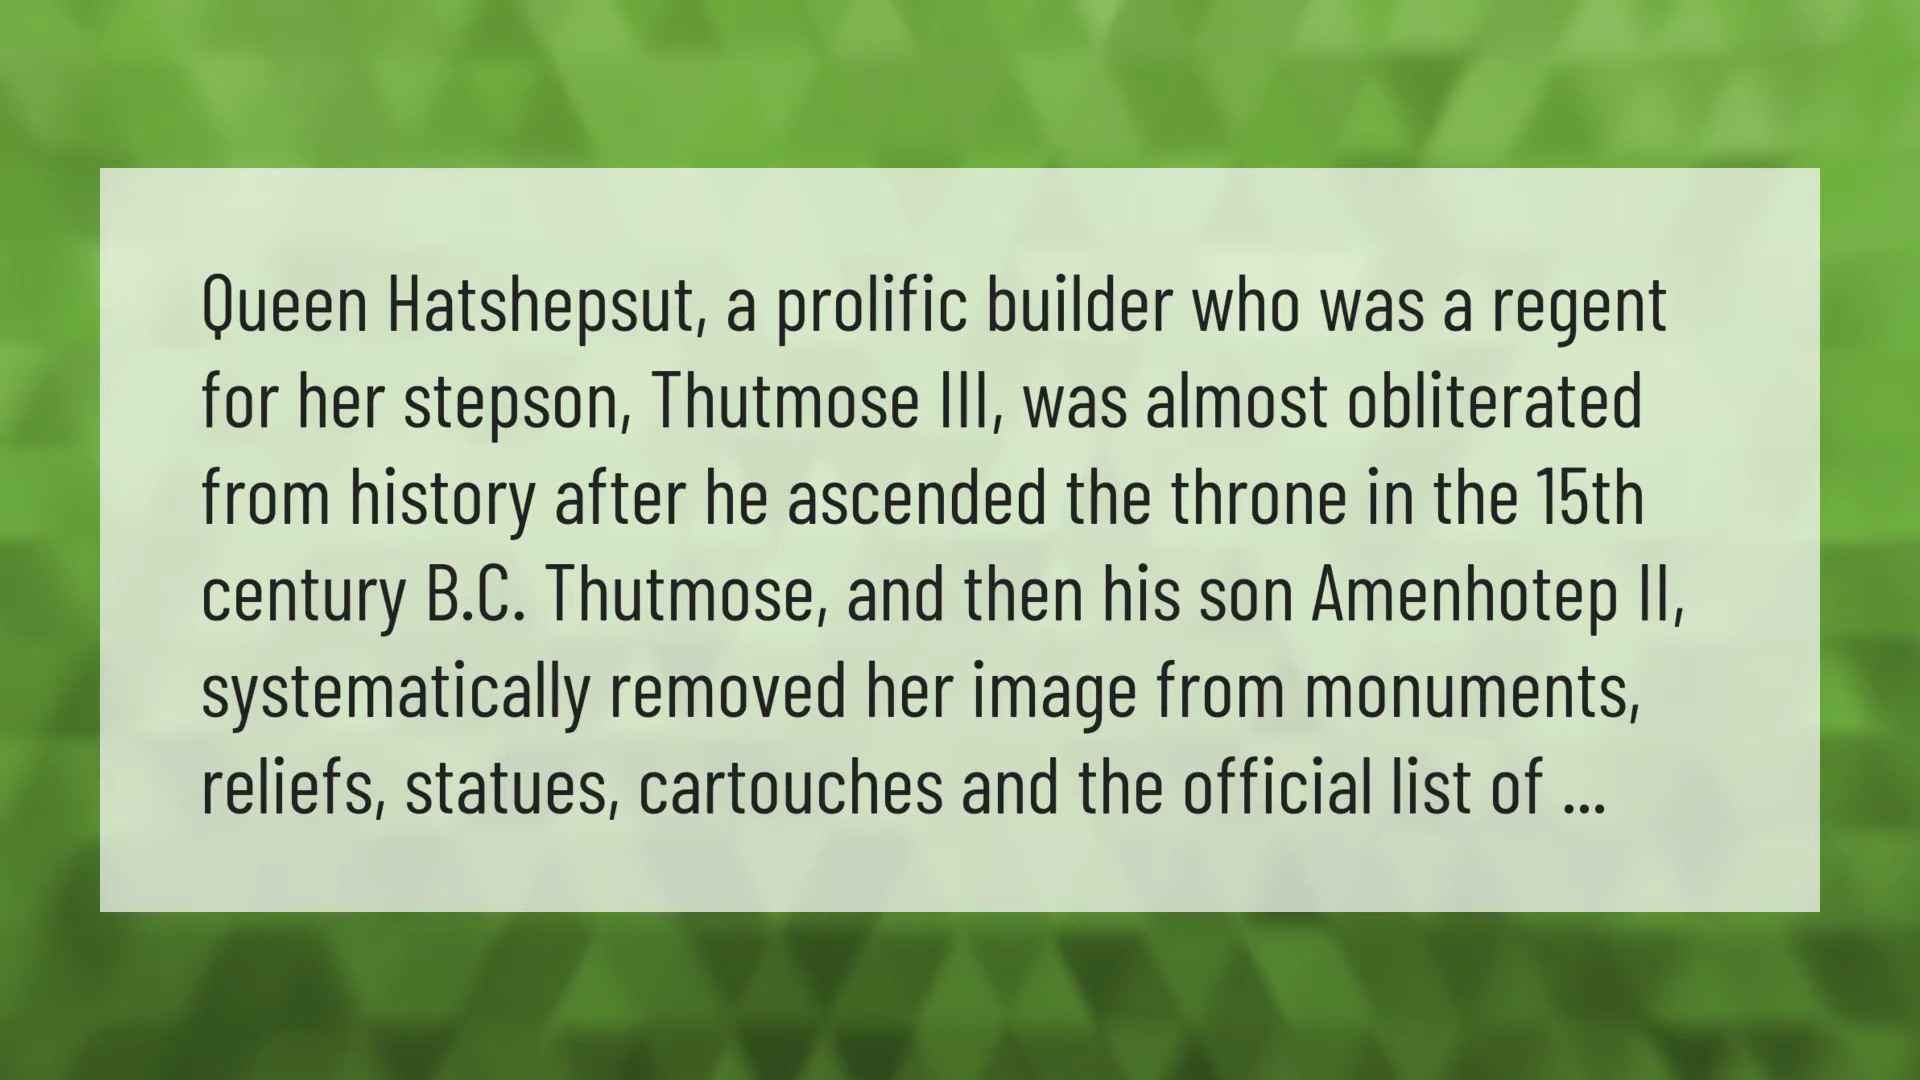 Queen Hatshepsut, a prolific builder who was a regent
for her stepson, Thutmose III, was almost obliterated
from history after he ascended the throne in the 15th
century B.C. Thutmose, and then his son Amenhotep II,
systematically removed her image from monuments,
reliefs, statues, cartouches and the official list of ...